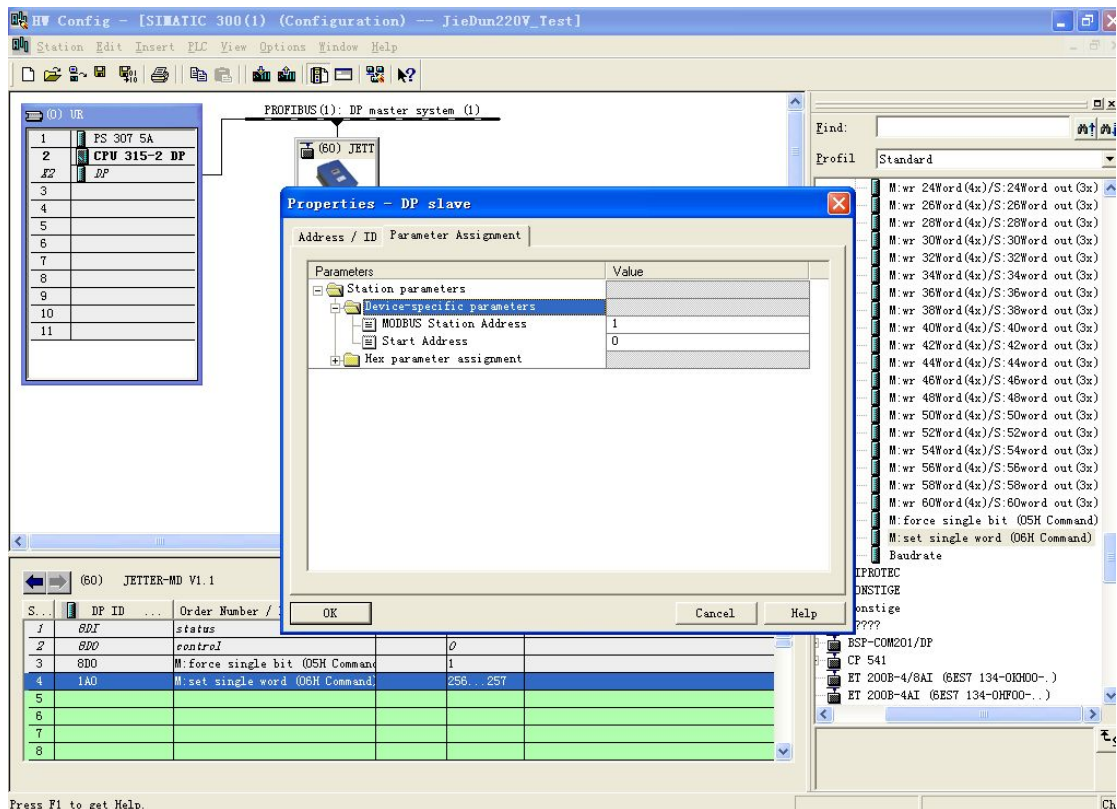 HW Config - [SIMATIC 300(1) (Configuration) -- JieDun220V_Test]
Station Edit Insert PLC View Options Window Help
(0) UR
1 PS 307 5A
2 CPU 315-2 DP
X2 DP
3
4
5
6
7
8
9
10
11
PROFIBUS(1): DP master system (1)
(60) JETT
Properties - DP slave
Address / ID Parameter Assignment
Parameters Value
Station parameters
Device-specific parameters
MODBUS Station Address 1
Start Address 0
Hex parameter assignment
OK Cancel Help
Find:
Profil Standard
M:wr 24Word(4x)/S:24Word out(3x)
M:wr 26Word(4x)/S:26Word out(3x)
M:wr 28Word(4x)/S:28Word out(3x)
M:wr 30Word(4x)/S:30Word out(3x)
M:wr 32Word(4x)/S:32Word out(3x)
M:wr 34Word(4x)/S:34word out(3x)
M:wr 36Word(4x)/S:36word out(3x)
M:wr 38Word(4x)/S:38word out(3x)
M:wr 40Word(4x)/S:40word out(3x)
M:wr 42Word(4x)/S:42word out(3x)
M:wr 44Word(4x)/S:44word out(3x)
M:wr 46Word(4x)/S:46word out(3x)
M:wr 48Word(4x)/S:48word out(3x)
M:wr 50Word(4x)/S:50word out(3x)
M:wr 52Word(4x)/S:52word out(3x)
M:wr 54Word(4x)/S:54word out(3x)
M:wr 56Word(4x)/S:56word out(3x)
M:wr 58Word(4x)/S:58word out(3x)
M:wr 60Word(4x)/S:60word out(3x)
M:force single bit (05H Command)
M:set single word (06H Command)
Baudrate
IPROTEC
ONSTIGE
onstige
????
BSP-COM201/DP
CP 541
ET 200B-4/8AI (6ES7 134-0KH00-.)
ET 200B-4AI (6ES7 134-0HF00-..)
(60) JETTER-MD V1.1
S... DP ID ... Order Number /
1 8DI status
2 8DO control 0
3 8DO M:force single bit (05H Command 1
4 1AO M:set single word (06H Command) 256...257
5
6
7
8
Press F1 to get Help.
Ch